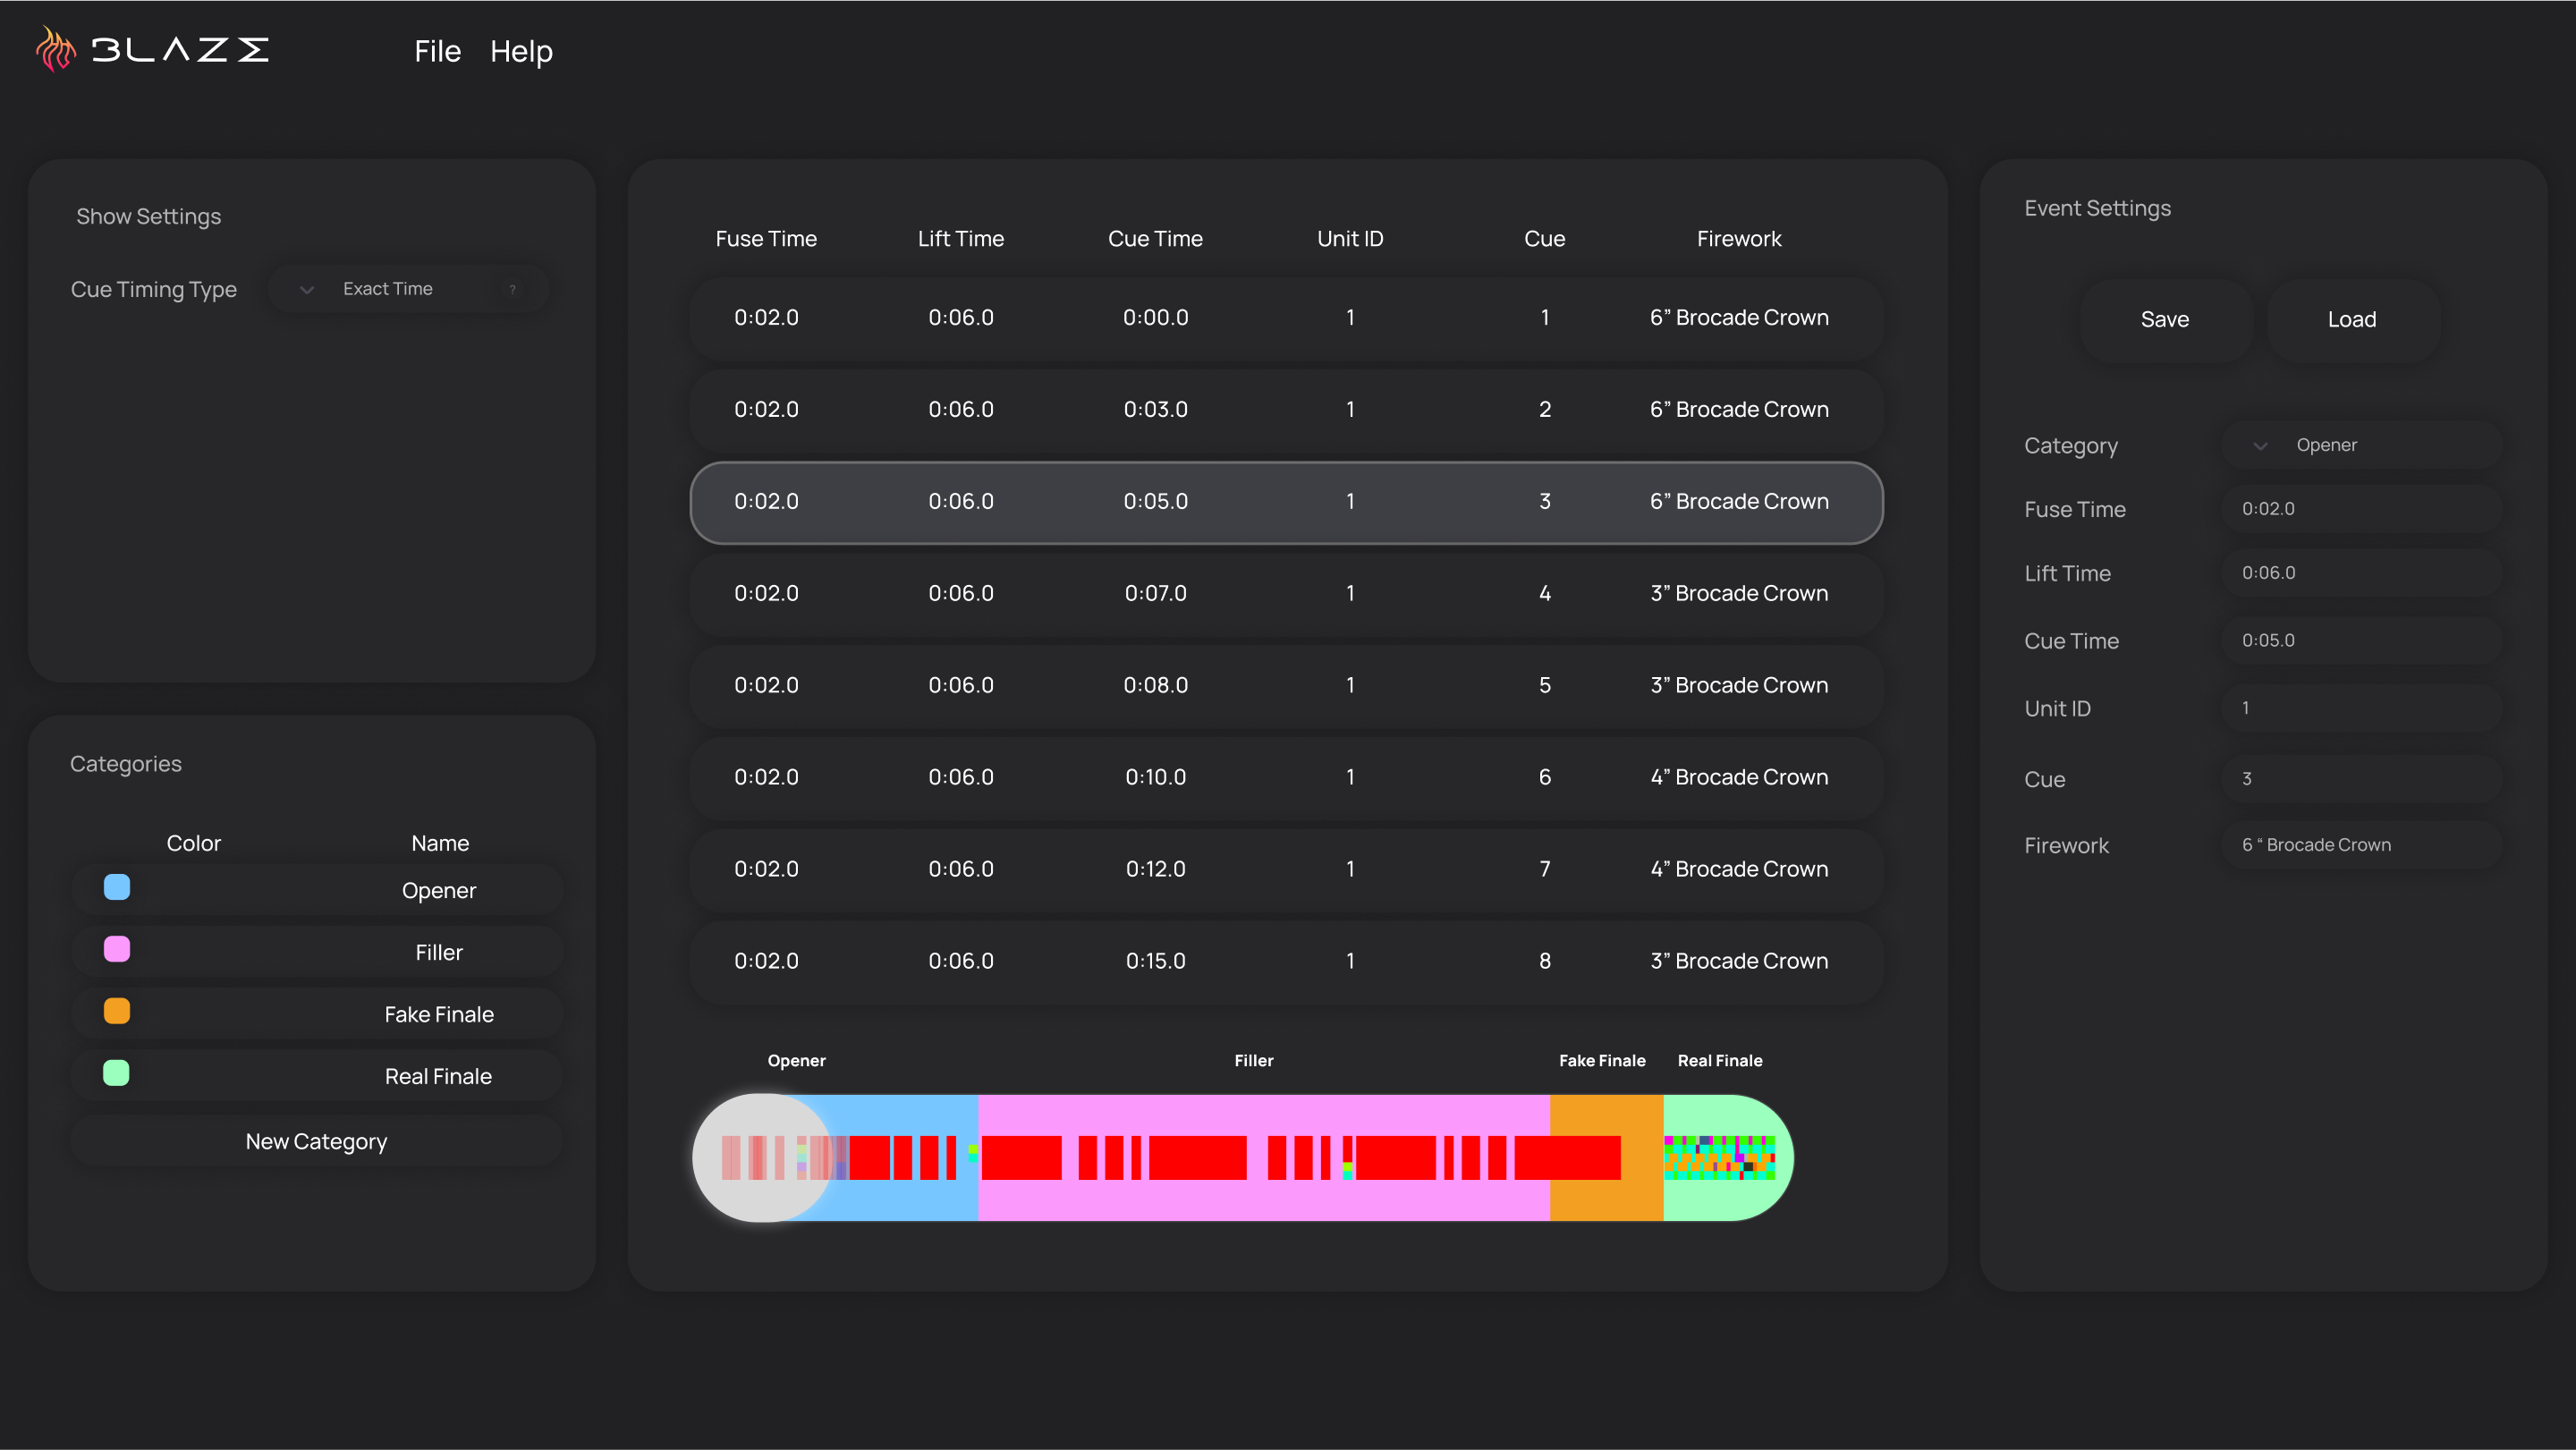 BLAZE
File Help
Show Settings
Cue Timing Type Exact Time ?
Categories
Color Name
Opener
Filler
Fake Finale
Real Finale
New Category
Fuse Time Lift Time Cue Time Unit ID Cue Firework
0:02.0 0:06.0 0:00.0 1 1 6” Brocade Crown
0:02.0 0:06.0 0:03.0 1 2 6” Brocade Crown
0:02.0 0:06.0 0:05.0 1 3 6” Brocade Crown
0:02.0 0:06.0 0:07.0 1 4 3” Brocade Crown
0:02.0 0:06.0 0:08.0 1 5 3” Brocade Crown
0:02.0 0:06.0 0:10.0 1 6 4” Brocade Crown
0:02.0 0:06.0 0:12.0 1 7 4” Brocade Crown
0:02.0 0:06.0 0:15.0 1 8 3” Brocade Crown
Opener Filler Fake Finale Real Finale
Event Settings
Save Load
Category Opener
Fuse Time 0:02.0
Lift Time 0:06.0
Cue Time 0:05.0
Unit ID 1
Cue 3
Firework 6 “ Brocade Crown